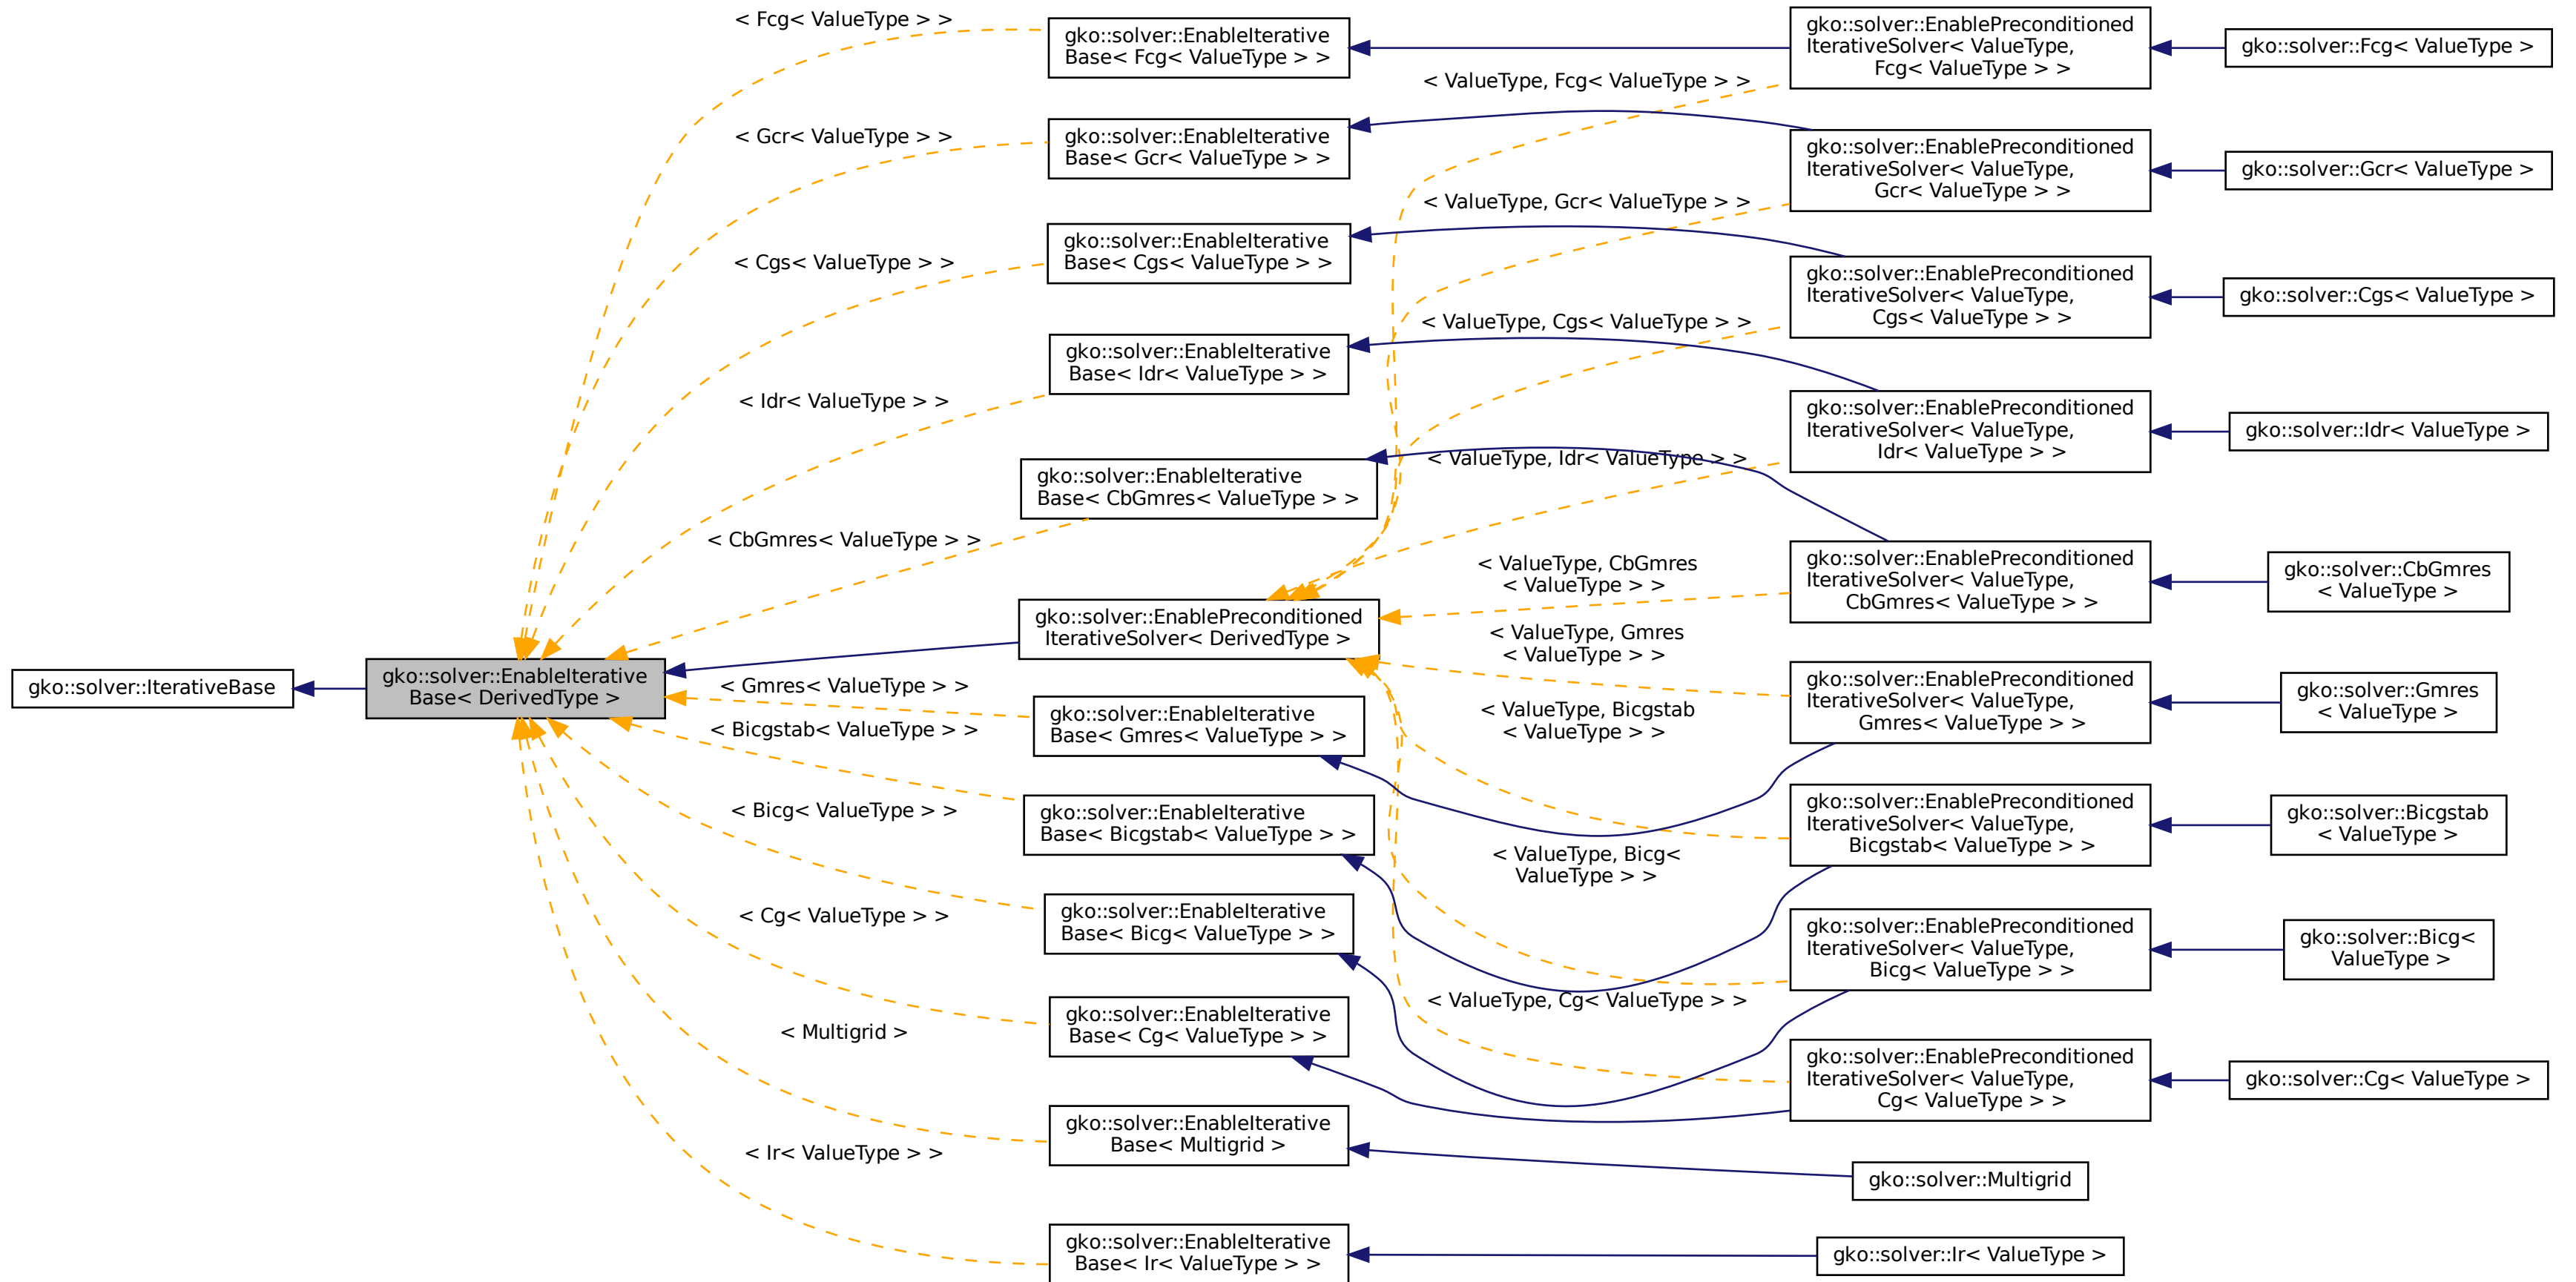 gko::solver::IterativeBase
gko::solver::EnableIterative
Base< DerivedType >
< Fcg< ValueType > >
< Gcr< ValueType > >
< Cgs< ValueType > >
< Idr< ValueType > >
< CbGmres< ValueType > >
< Gmres< ValueType > >
< Bicgstab< ValueType > >
< Bicg< ValueType > >
< Cg< ValueType > >
< Multigrid >
< Ir< ValueType > >
gko::solver::EnableIterative
Base< Fcg< ValueType > >
gko::solver::EnableIterative
Base< Gcr< ValueType > >
gko::solver::EnableIterative
Base< Cgs< ValueType > >
gko::solver::EnableIterative
Base< Idr< ValueType > >
gko::solver::EnableIterative
Base< CbGmres< ValueType > >
gko::solver::EnablePreconditioned
IterativeSolver< DerivedType >
gko::solver::EnableIterative
Base< Gmres< ValueType > >
gko::solver::EnableIterative
Base< Bicgstab< ValueType > >
gko::solver::EnableIterative
Base< Bicg< ValueType > >
gko::solver::EnableIterative
Base< Cg< ValueType > >
gko::solver::EnableIterative
Base< Multigrid >
gko::solver::EnableIterative
Base< Ir< ValueType > >
< ValueType, Fcg< ValueType > >
< ValueType, Gcr< ValueType > >
< ValueType, Cgs< ValueType > >
< ValueType, Idr< ValueType > >
< ValueType, CbGmres
< ValueType > >
< ValueType, Gmres
< ValueType > >
< ValueType, Bicgstab
< ValueType > >
< ValueType, Bicg<
ValueType > >
< ValueType, Cg< ValueType > >
gko::solver::EnablePreconditioned
IterativeSolver< ValueType,
Fcg< ValueType > >
gko::solver::EnablePreconditioned
IterativeSolver< ValueType,
Gcr< ValueType > >
gko::solver::EnablePreconditioned
IterativeSolver< ValueType,
Cgs< ValueType > >
gko::solver::EnablePreconditioned
IterativeSolver< ValueType,
Idr< ValueType > >
gko::solver::EnablePreconditioned
IterativeSolver< ValueType,
CbGmres< ValueType > >
gko::solver::EnablePreconditioned
IterativeSolver< ValueType,
Gmres< ValueType > >
gko::solver::EnablePreconditioned
IterativeSolver< ValueType,
Bicgstab< ValueType > >
gko::solver::EnablePreconditioned
IterativeSolver< ValueType,
Bicg< ValueType > >
gko::solver::EnablePreconditioned
IterativeSolver< ValueType,
Cg< ValueType > >
gko::solver::Multigrid
gko::solver::Ir< ValueType >
gko::solver::Fcg< ValueType >
gko::solver::Gcr< ValueType >
gko::solver::Cgs< ValueType >
gko::solver::Idr< ValueType >
gko::solver::CbGmres
< ValueType >
gko::solver::Gmres
< ValueType >
gko::solver::Bicgstab
< ValueType >
gko::solver::Bicg<
ValueType >
gko::solver::Cg< ValueType >